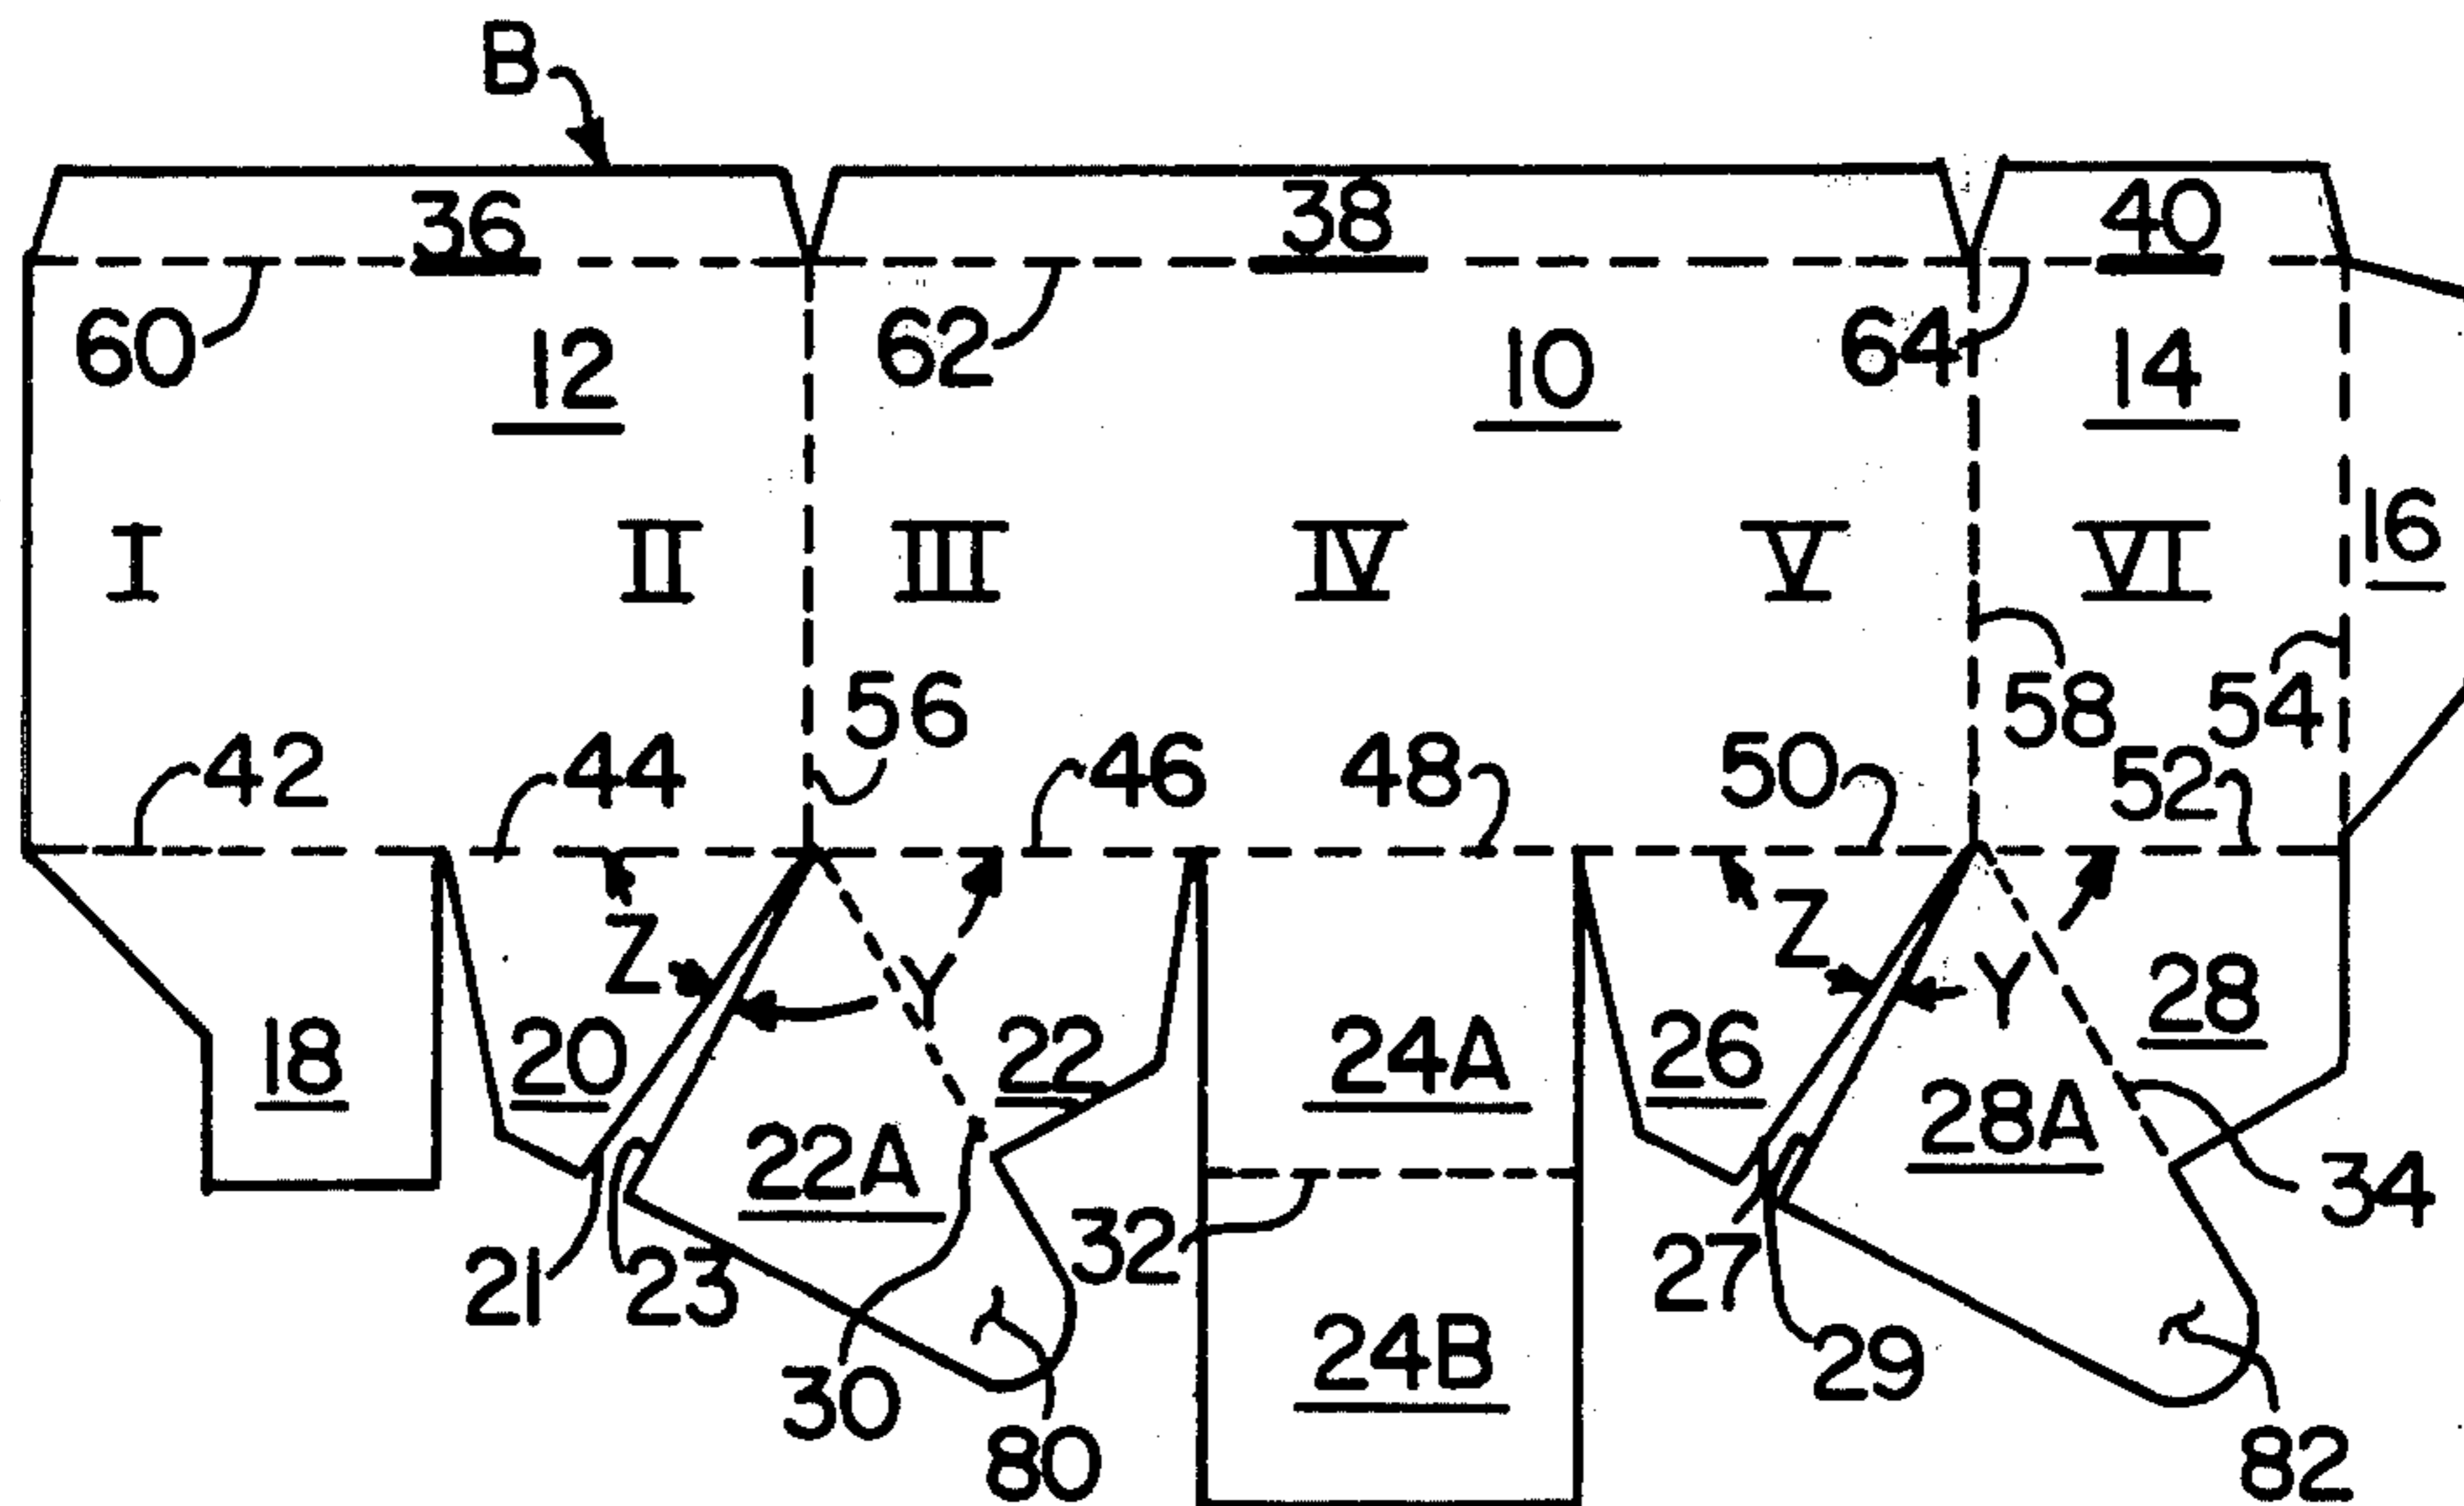 B
36 38 40
60 12 62 10 64 14
I II III IV V VI 16
56 58 54
42 44 46 48 50 52
Z Y Z Y
18 20 22 24A 26 28
22A 28A
21 23 32 27 34
30 24B 29
80 82